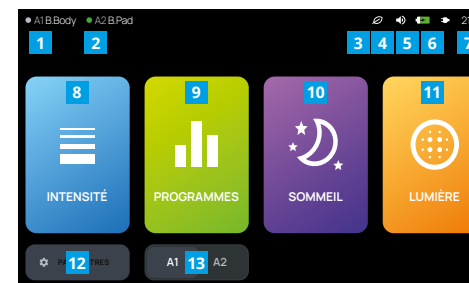 A1 B.Body A2 B.Pad 21
1 2 3 4 5 6 7
8 9 10 11
INTENSITÉ PROGRAMMES SOMMEIL LUMIÈRE
12 A1 13 A2